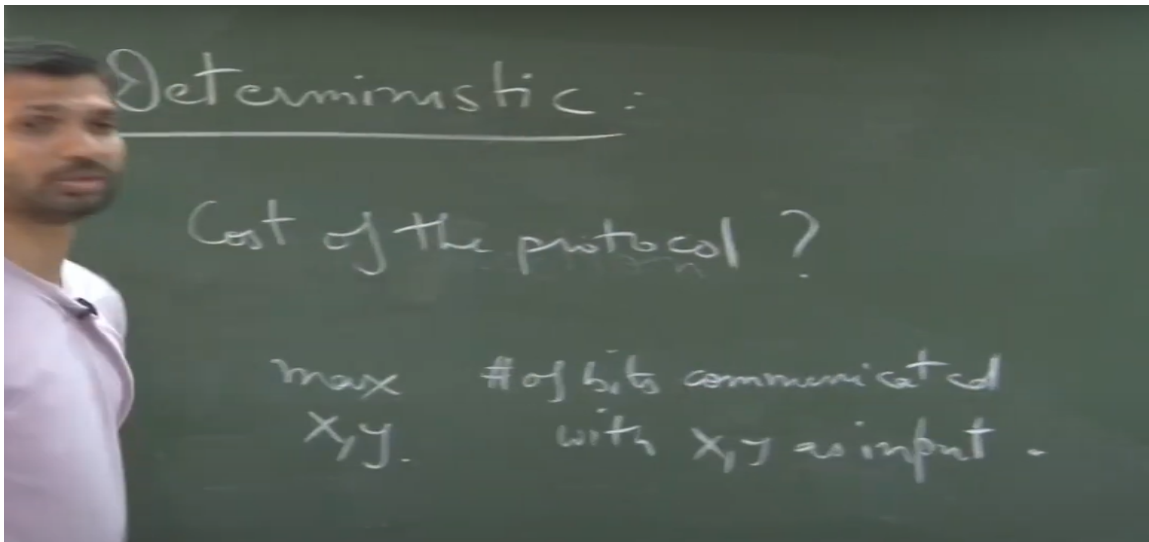 Deterministic :
Cost of the protocol ?
max # of bits communicated
x,y. with x,y as input .